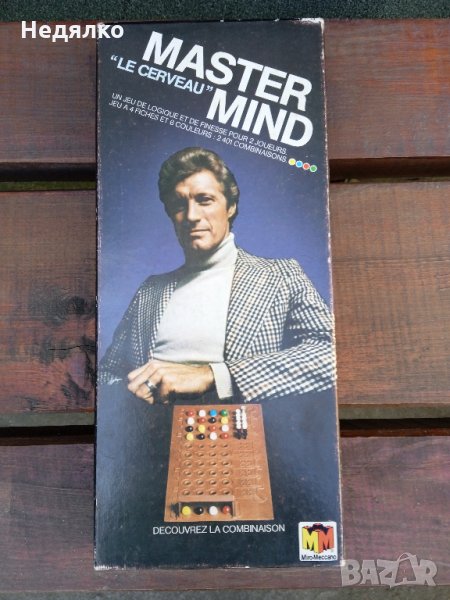 Недялко
MASTER
"LE CERVEAU" MIND
UN JEU DE LOGIQUE ET DE FINESSE POUR 2 JOUEURS.
JEU A 4 FICHES ET 6 COULEURS : 2 401 COMBINAISONS
DECOUVREZ LA COMBINAISON
MM
Miro-Meccano
BAZAR